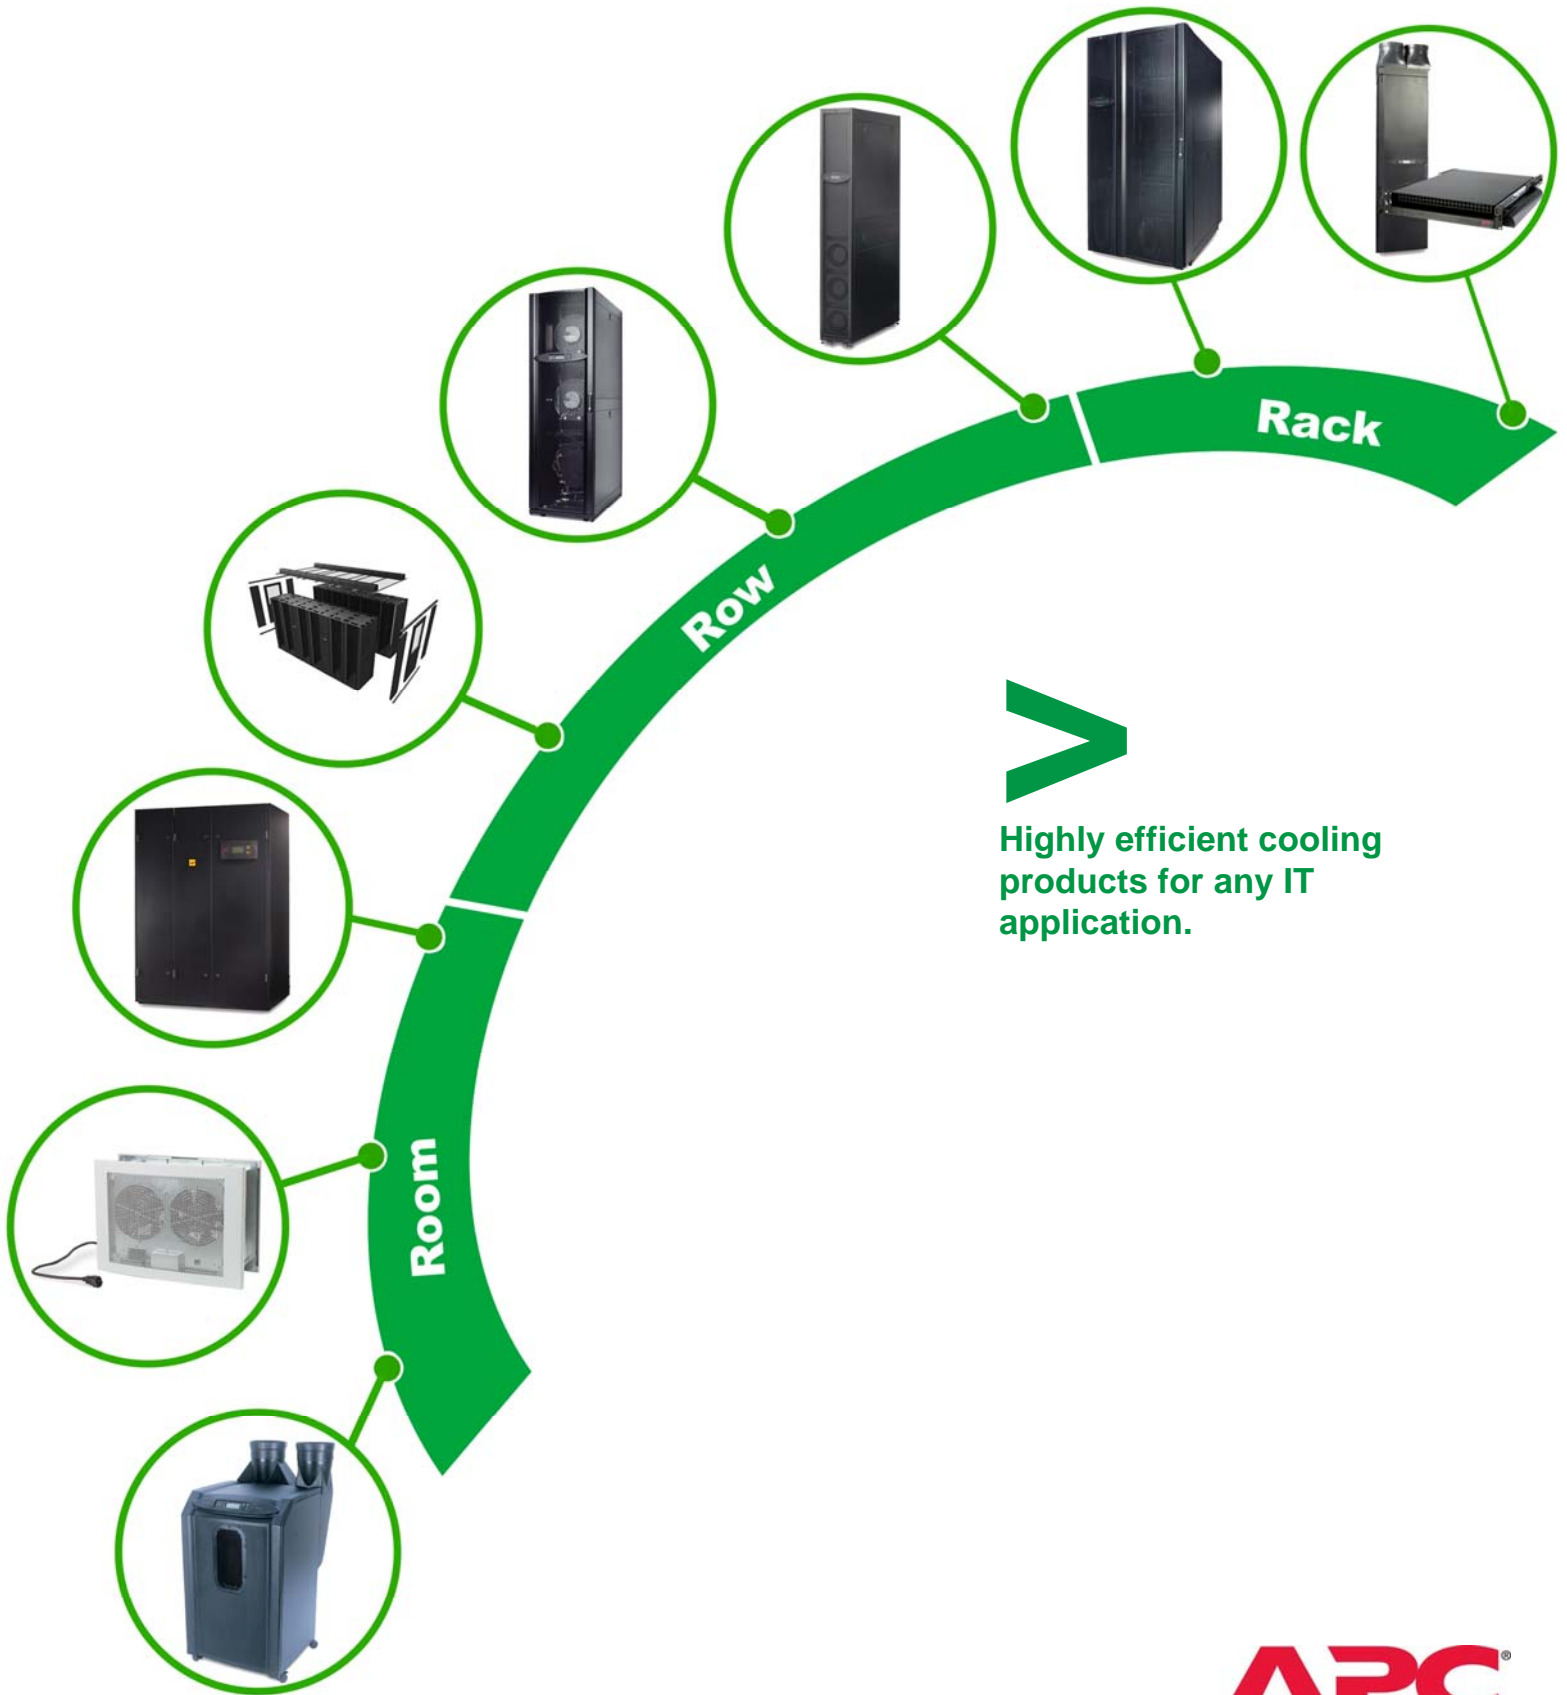 Rack
Row
>
Highly efficient cooling
products for any IT
application.
Room
APC®